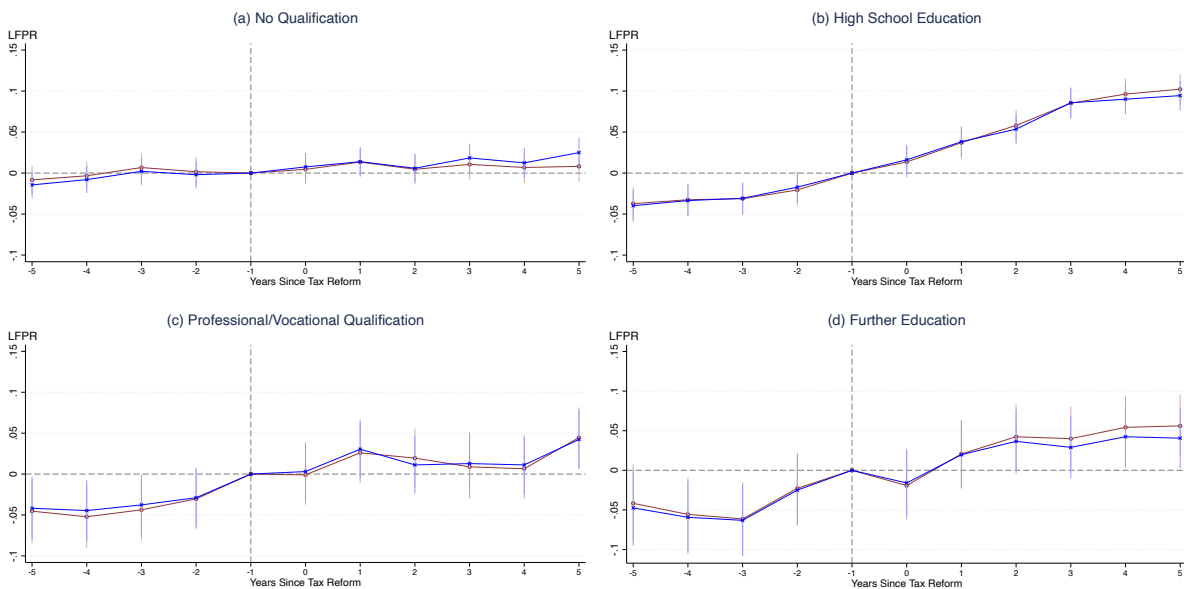 (a) No Qualification
LFPR
.15
.1
.05
0
-.05
-.1
-5 -4 -3 -2 -1 0 1 2 3 4 5
Years Since Tax Reform
(b) High School Education
LFPR
.15
.1
.05
0
-.05
-.1
-5 -4 -3 -2 -1 0 1 2 3 4 5
Years Since Tax Reform
(c) Professional/Vocational Qualification
LFPR
.15
.1
.05
0
-.05
-.1
-5 -4 -3 -2 -1 0 1 2 3 4 5
Years Since Tax Reform
(d) Further Education
LFPR
.15
.1
.05
0
-.05
-.1
-5 -4 -3 -2 -1 0 1 2 3 4 5
Years Since Tax Reform